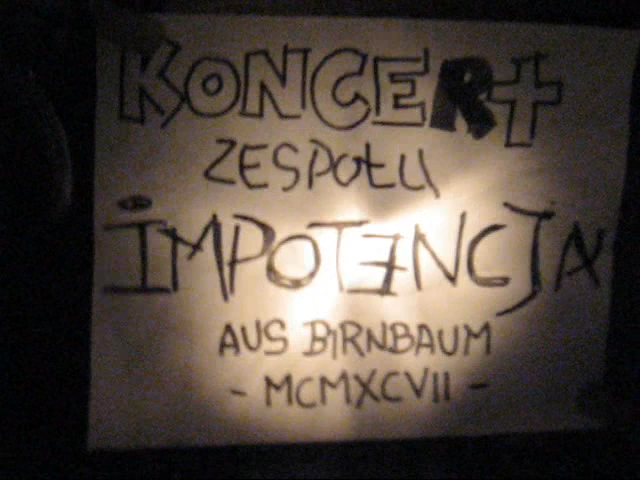 KONCERT
ZESPOŁU
IMPOTENCJA
AUS BIRNBAUM
- MCMXCVII -